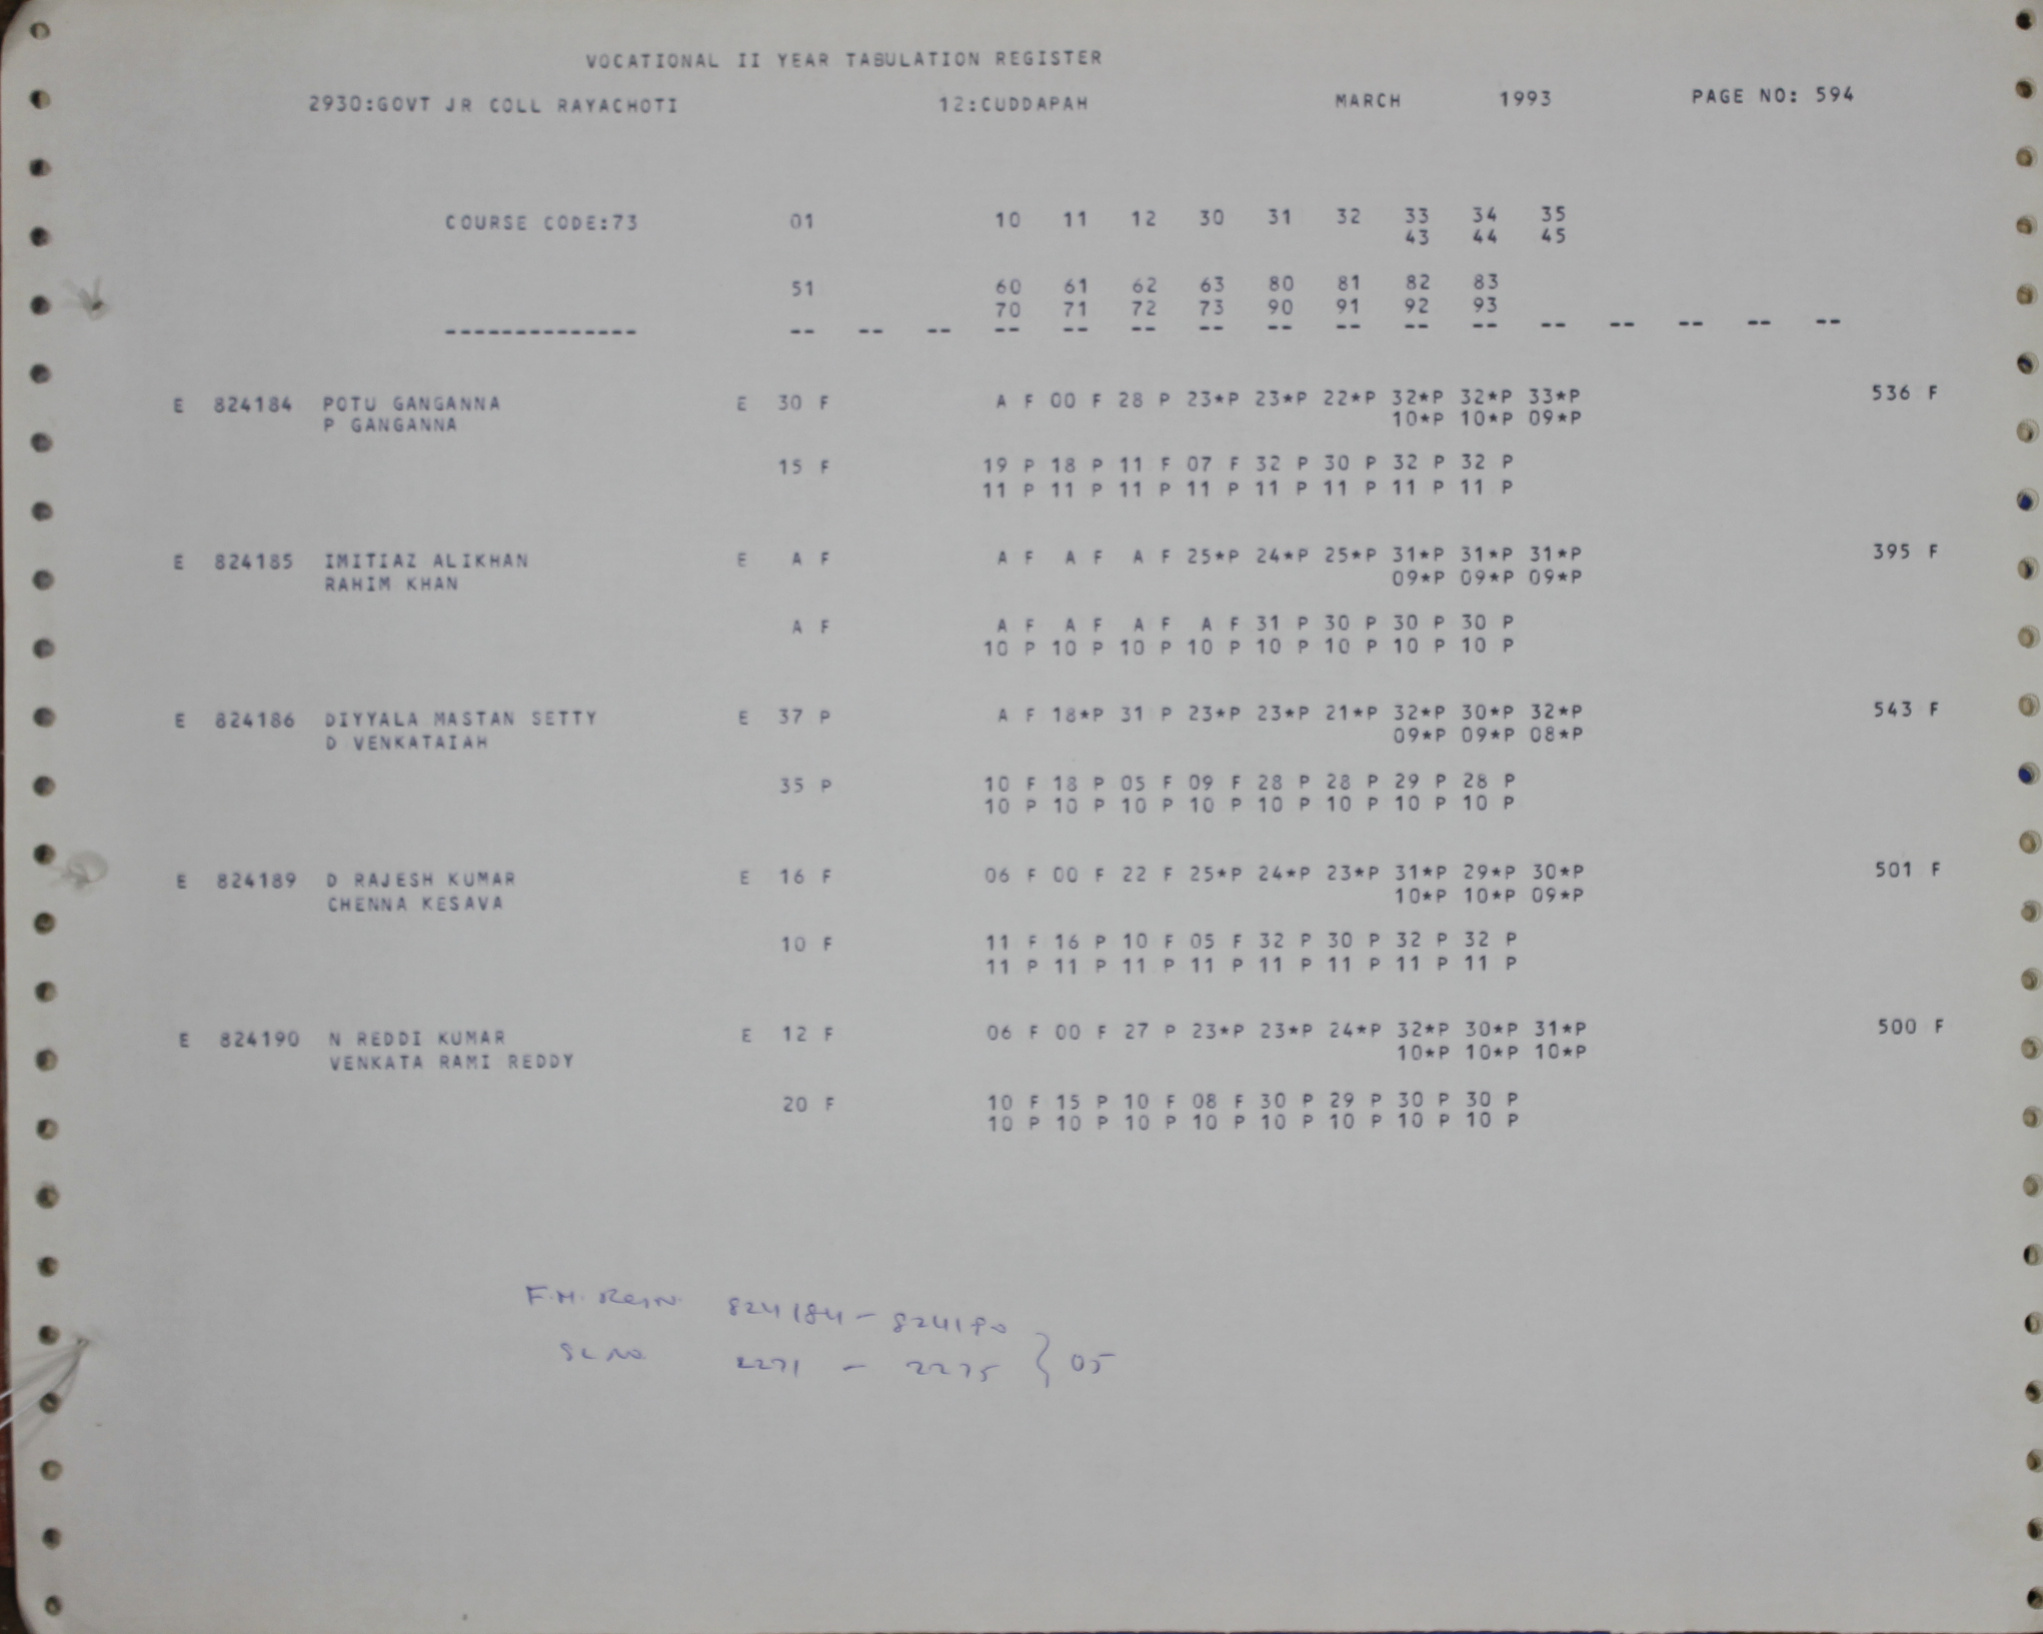 VOCATIONAL II YEAR TABULATION REGISTER
2930:GOVT JR COLL RAYACHOTI 12:CUDDAPAH MARCH 1993 PAGE NO: 594
COURSE CODE:73 01 10 11 12 30 31 32 33 34 35
43 44 45
51 60 61 62 63 80 81 82 83
70 71 72 73 90 91 92 93
-------------- -- -- -- -- -- -- -- -- -- -- -- -- -- -- -- --
E 824184 POTU GANGANNA E 30 F A F 00 F 28 P 23*P 23*P 22*P 32*P 32*P 33*P 536 F
P GANGANNA 10*P 10*P 09*P
15 F 19 P 18 P 11 F 07 F 32 P 30 P 32 P 32 P
11 P 11 P 11 P 11 P 11 P 11 P 11 P 11 P
E 824185 IMITIAZ ALIKHAN E A F A F A F A F 25*P 24*P 25*P 31*P 31*P 31*P 395 F
RAHIM KHAN 09*P 09*P 09*P
A F A F A F A F A F 31 P 30 P 30 P 30 P
10 P 10 P 10 P 10 P 10 P 10 P 10 P 10 P
E 824186 DIYYALA MASTAN SETTY E 37 P A F 18*P 31 P 23*P 23*P 21*P 32*P 30*P 32*P 543 F
D VENKATAIAH 09*P 09*P 08*P
35 P 10 F 18 P 05 F 09 F 28 P 28 P 29 P 28 P
10 P 10 P 10 P 10 P 10 P 10 P 10 P 10 P
E 824189 D RAJESH KUMAR E 16 F 06 F 00 F 22 F 25*P 24*P 23*P 31*P 29*P 30*P 501 F
CHENNA KESAVA 10*P 10*P 09*P
10 F 11 F 16 P 10 F 05 F 32 P 30 P 32 P 32 P
11 P 11 P 11 P 11 P 11 P 11 P 11 P 11 P
E 824190 N REDDI KUMAR E 12 F 06 F 00 F 27 P 23*P 23*P 24*P 32*P 30*P 31*P 500 F
VENKATA RAMI REDDY 10*P 10*P 10*P
20 F 10 F 15 P 10 F 08 F 30 P 29 P 30 P 30 P
10 P 10 P 10 P 10 P 10 P 10 P 10 P 10 P
824184 - 824190
SL No 2271 - 2275 } 05